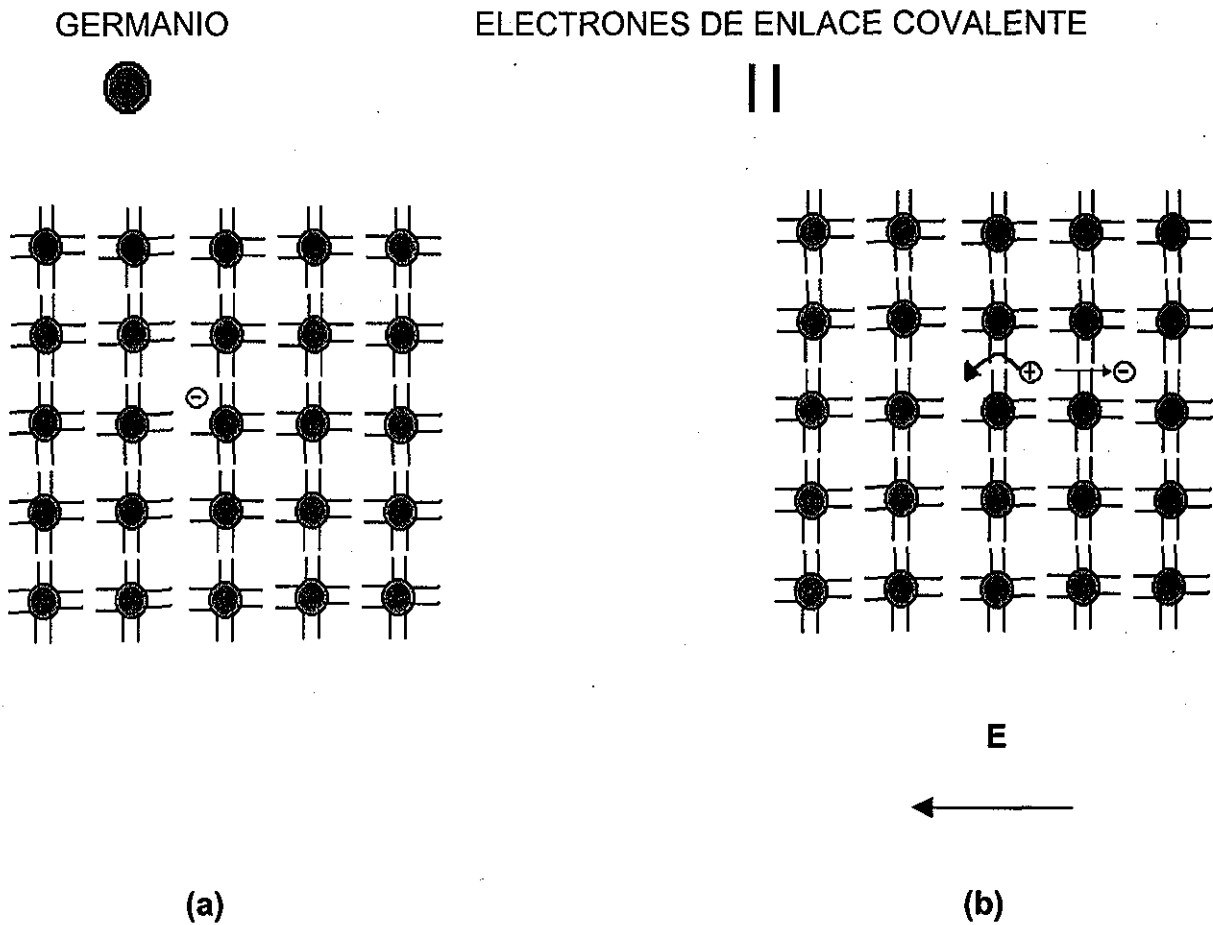 GERMANIO
ELECTRONES DE ENLACE COVALENTE
−
+
−
E
(a)
(b)